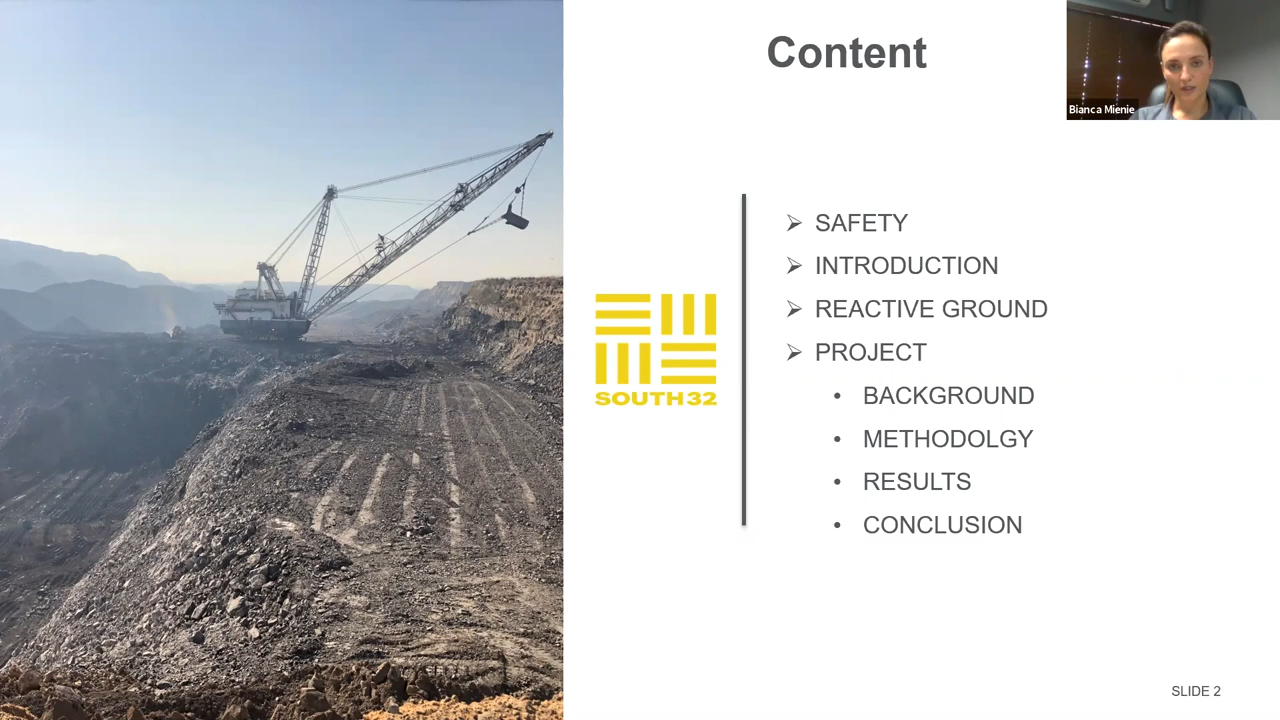 Content
Bianca Mienie
SOUTH32
SAFETY
INTRODUCTION
REACTIVE GROUND
PROJECT
BACKGROUND
METHODOLGY
RESULTS
CONCLUSION
SLIDE 2